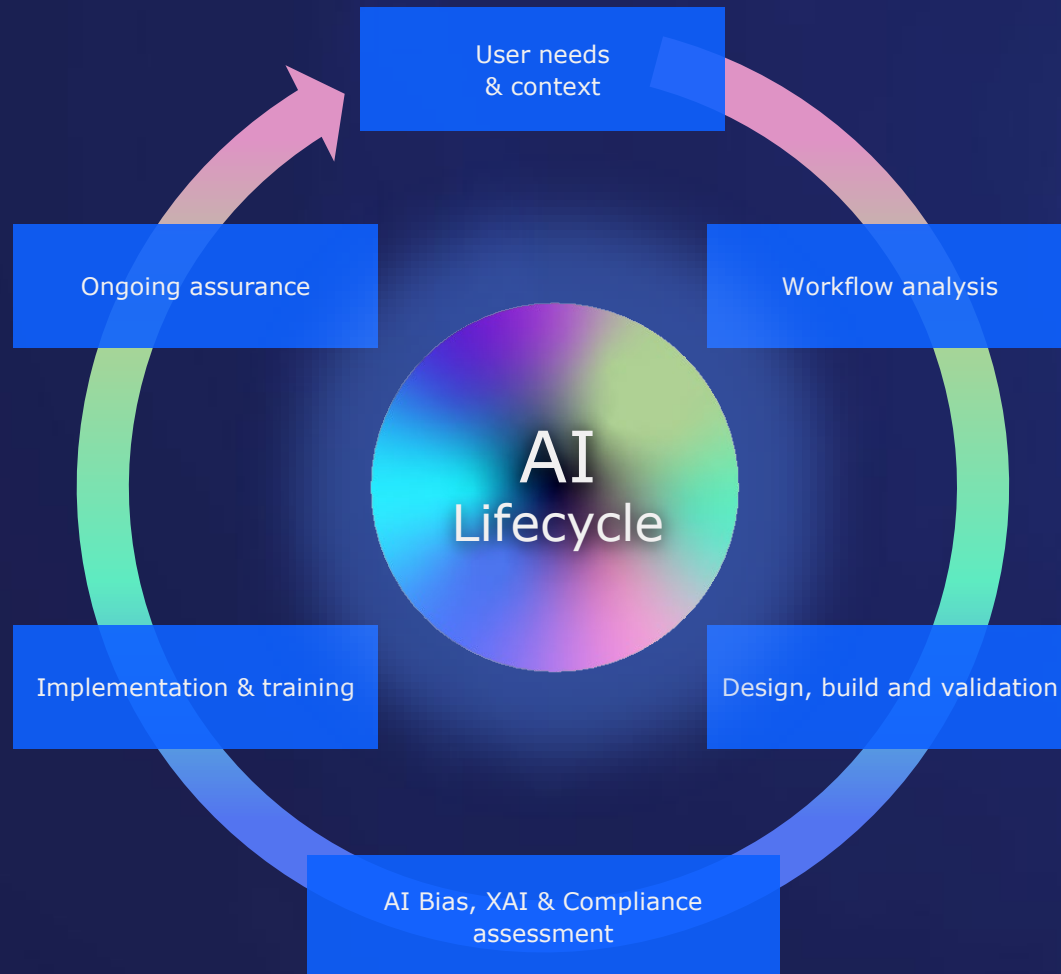 User needs
& context
Ongoing assurance
Workflow analysis
AI
Lifecycle
Implementation & training
Design, build and validation
AI Bias, XAI & Compliance
assessment